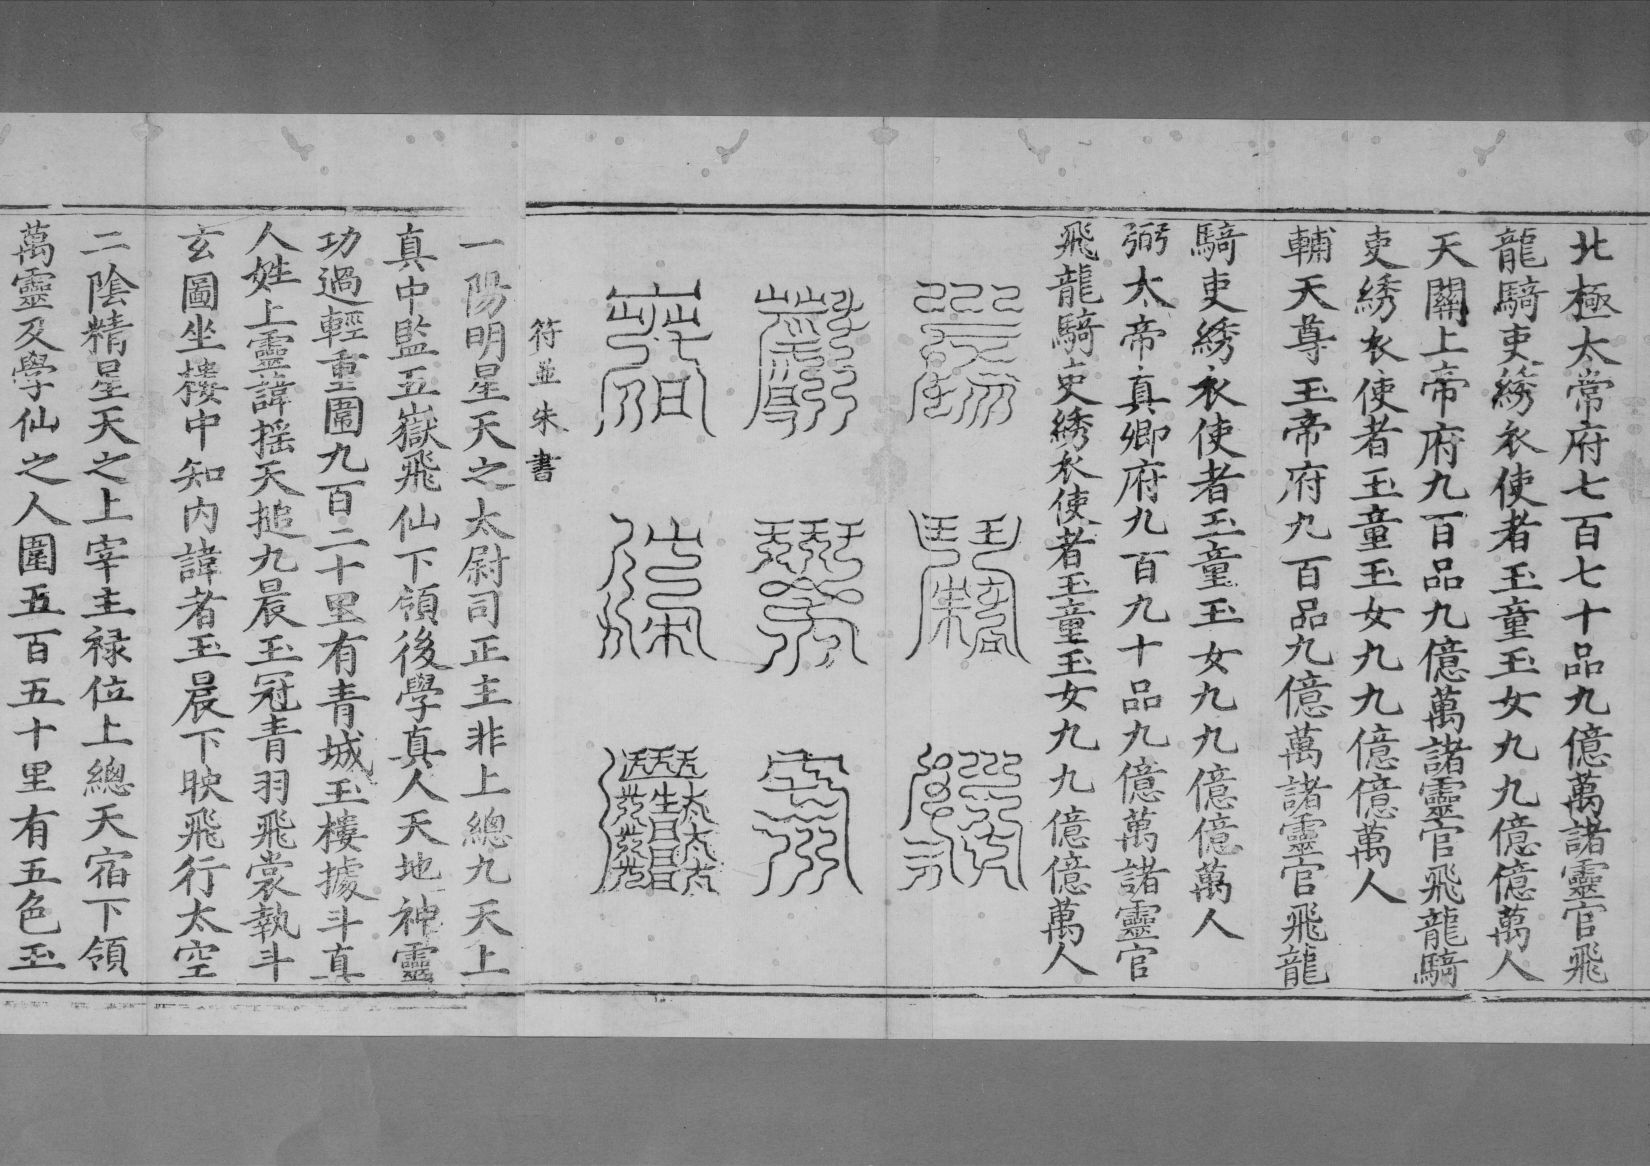 北極太常府七百七十品九億萬諸靈官飛
龍騎吏綉衣使者玉童玉女九九億億萬人
天關上帝府九百品九億萬諸靈官飛龍騎
吏綉衣使者玉童玉女九九億億萬人
輔天尊玉帝府九百品九億萬諸靈官飛龍
騎吏綉衣使者玉童玉女九九億億萬人
弼太帝真卿府九百九十品九億萬諸靈官
飛龍騎吏綉衣使者玉童玉女九九億億萬人
符並朱書
一陽明星天之太尉司正主非上總九天上
真中監五嶽飛仙下領後學真人天地神靈
功過輕重圍九百二十里有青城玉樓據斗真
人姓上靈諱搖天搥九晨玉冠青羽飛裳執斗
玄圖坐樓中知内諱者玉晨下映飛行太空
二陰精星天之上宰主禄位上總天宿下領
萬靈及學仙之人圍五百五十里有五色玉